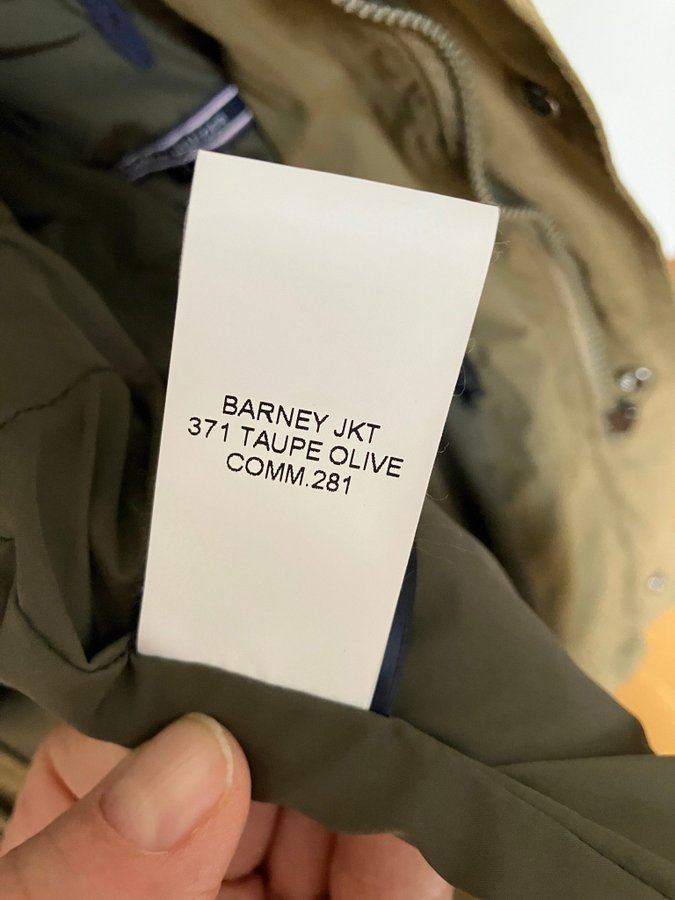 BARNEY JKT
371 TAUPE OLIVE
COMM.281